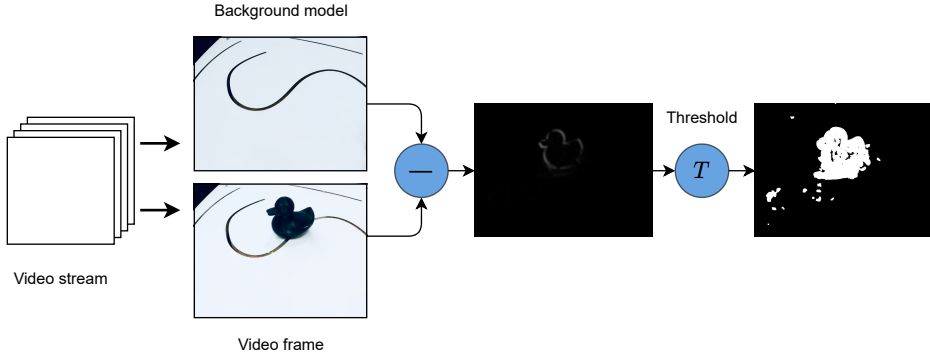 Background model
Video stream
Video frame
—
Threshold
T